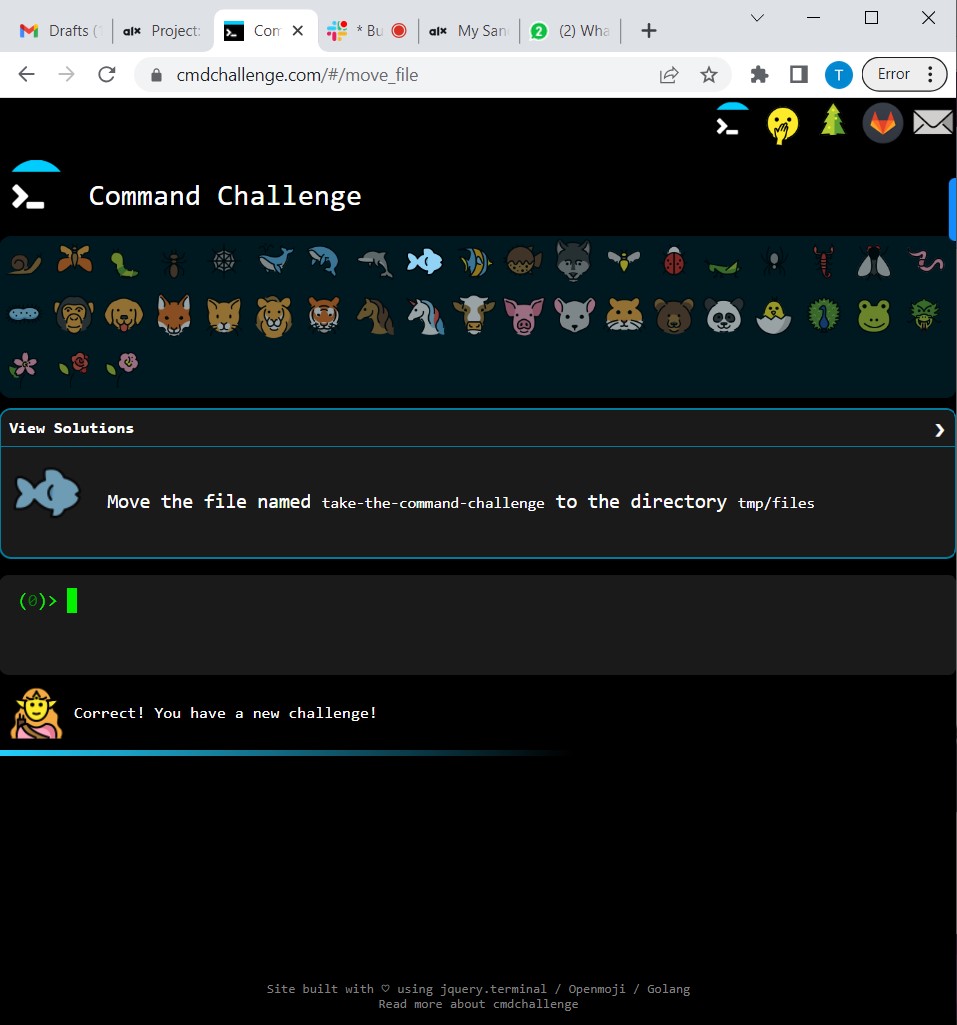 Drafts (
alx Project:
Com
* Bu
alx My San
2 (2) Wha
cmdchallenge.com/#/move_file
T
Error
Command Challenge
View Solutions
Move the file named take-the-command-challenge to the directory tmp/files
(0)>
Correct! You have a new challenge!
Site built with ♡ using jquery.terminal / Openmoji / Golang
Read more about cmdchallenge